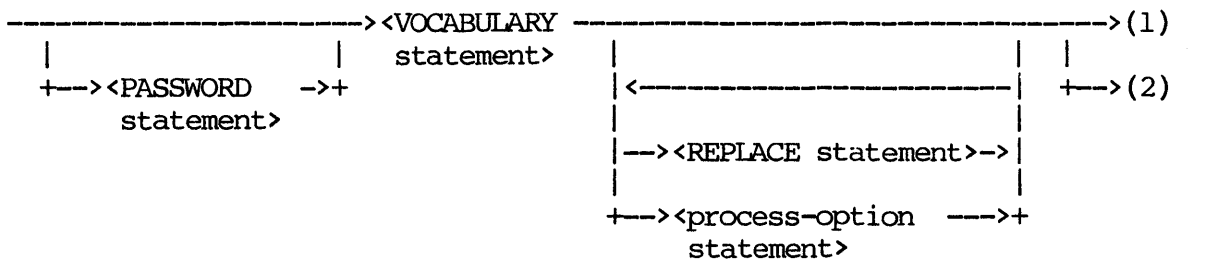 ----------------------><VOCABULARY ---------------------------------->(1)
| | statement> | | |
+--><PASSWORD ->+ |<------------------------| +-->(2)
statement> | |
|--><REPLACE statement>->|
| |
+--><process-option --->+
statement>